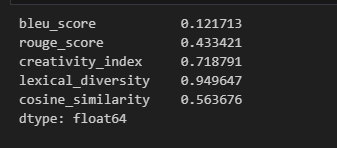 bleu_score 0.121713
rouge_score 0.433421
creativity_index 0.718791
lexical_diversity 0.949647
cosine_similarity 0.563676
dtype: float64